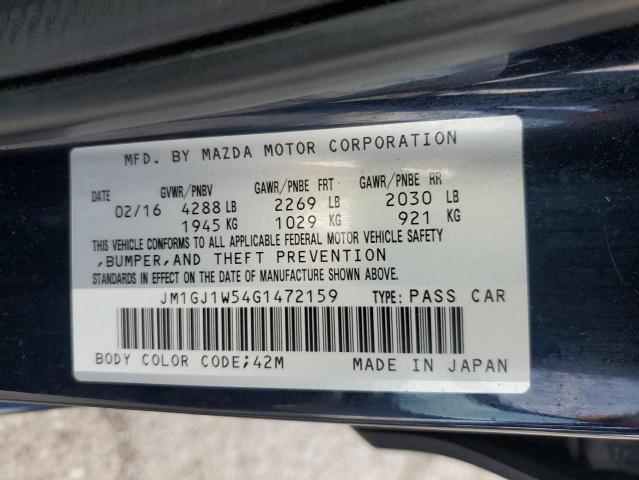 MFD. BY MAZDA MOTOR CORPORATION
DATE GVWR/PNBV GAWR/PNBE FRT GAWR/PNBE RR
02/16 4288 LB 2269 LB 2030 LB
1945 KG 1029 KG 921 KG
THIS VEHICLE CONFORMS TO ALL APPLICABLE FEDERAL MOTOR VEHICLE SAFETY
,BUMPER,AND THEFT PREVENTION
STANDARDS IN EFFECT ON THE DATE OF MANUFACTURE SHOWN ABOVE.
JM1GJ1W54G1472159 TYPE: PASS CAR
BODY COLOR CODE;42M MADE IN JAPAN